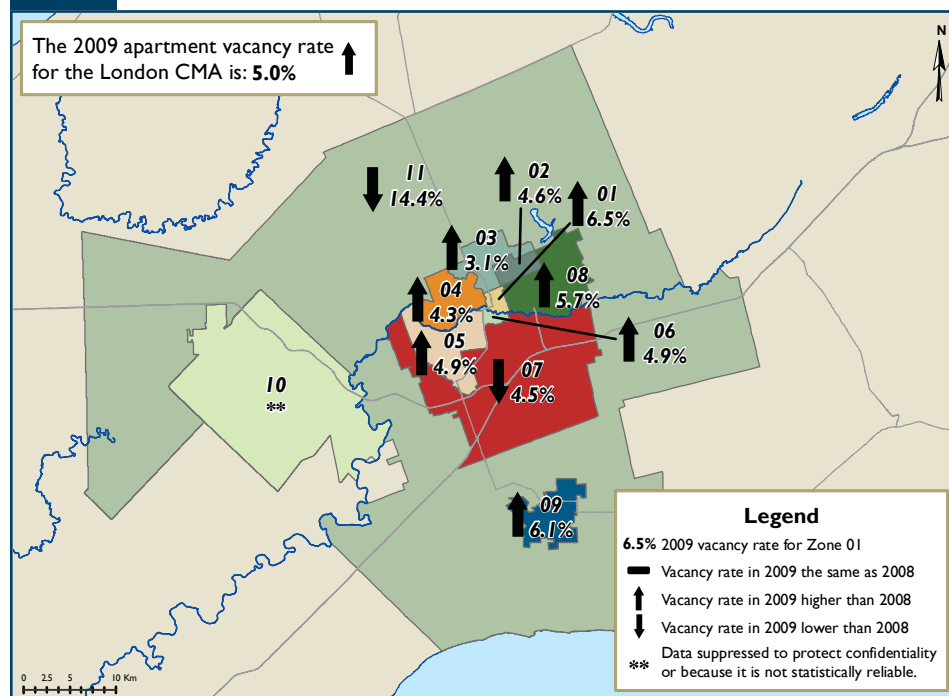 The 2009 apartment vacancy rate
for the London CMA is: 5.0%
N
11
14.4%
02
4.6%
01
6.5%
03
3.1%
08
5.7%
04
4.3%
06
4.9%
05
4.9%
07
4.5%
10
**
09
6.1%
Legend
6.5% 2009 vacancy rate for Zone 01
Vacancy rate in 2009 the same as 2008
Vacancy rate in 2009 higher than 2008
Vacancy rate in 2009 lower than 2008
** Data suppressed to protect confidentiality
or because it is not statistically reliable.
0 2.5 5 10 Km